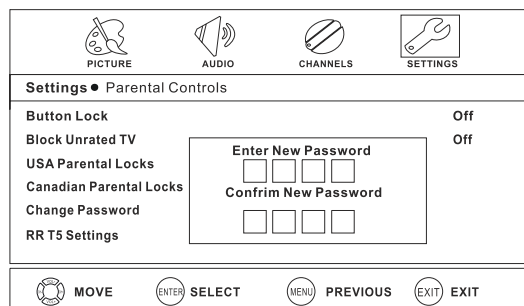 PICTURE AUDIO CHANNELS SETTINGS
Settings● Parental Controls
Button Lock Off
Block Unrated TV Off
USA Parental Locks
Canadian Parental Locks
Change Password
RR T5 Settings
Enter New Password
Confrim New Password
MOVE ENTER SELECT MENU PREVIOUS EXIT EXIT